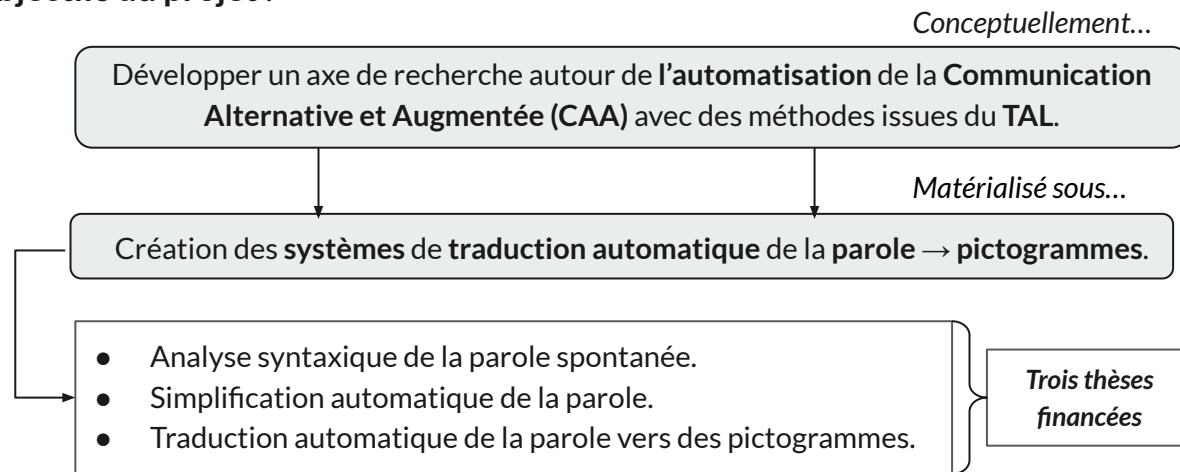 Conceptuellement...
Développer un axe de recherche autour de l'automatisation de la Communication
Alternative et Augmentée (CAA) avec des méthodes issues du TAL.
Matérialisé sous...
Création des systèmes de traduction automatique de la parole → pictogrammes.
● Analyse syntaxique de la parole spontanée.
● Simplification automatique de la parole.
● Traduction automatique de la parole vers des pictogrammes.
Trois thèses
financées